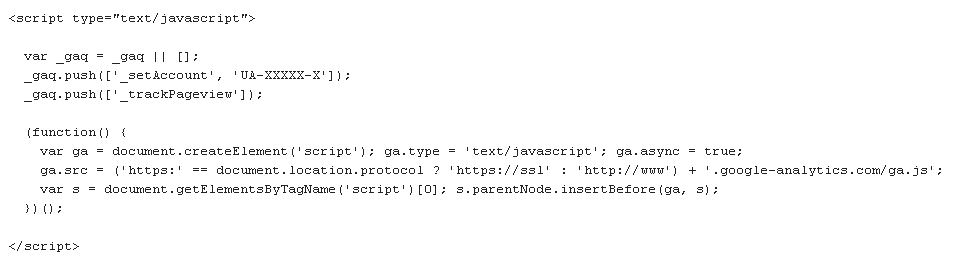 <script type="text/javascript">
var _gaq = _gaq || [];
_gaq.push(['_setAccount', 'UA-XXXXX-X']);
_gaq.push(['_trackPageview']);
(function() {
var ga = document.createElement('script'); ga.type = 'text/javascript'; ga.async = true;
ga.src = ('https:' == document.location.protocol ? 'https://ssl' : 'http://www') + '.google-analytics.com/ga.js';
var s = document.getElementsByTagName('script')[0]; s.parentNode.insertBefore(ga, s);
})();
</script>